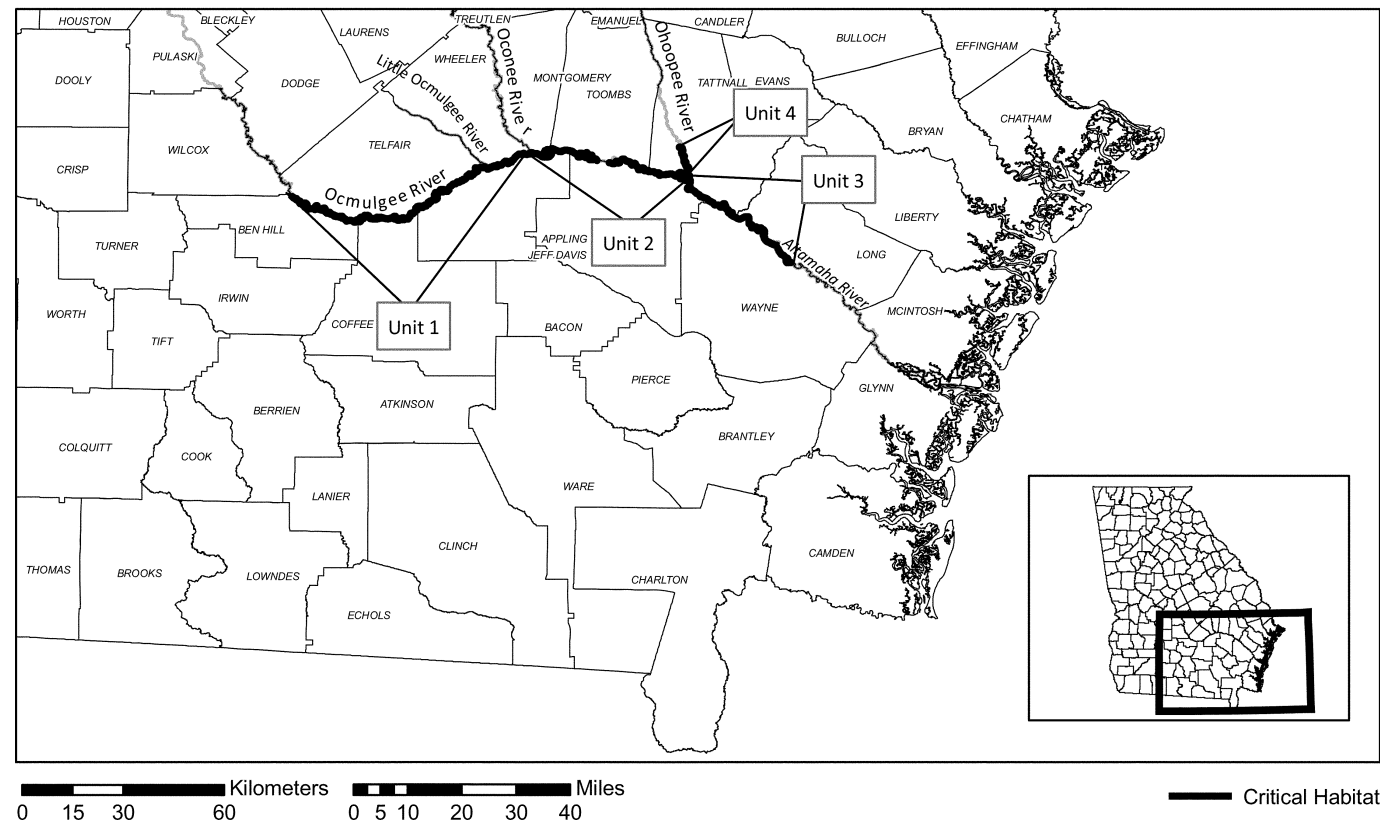 HOUSTON
BLECKLEY
TREUTLEN
EMANUEL
CANDLER
LAURENS
BULLOCH
EFFINGHAM
PULASKI
WHEELER
Oconee River
Ohoopee River
DOOLY
DODGE
Little Ocmulgee River
MONTGOMERY
TATTNALL
EVANS
TOOMBS
Unit 4
CHATHAM
BRYAN
WILCOX
TELFAIR
CRISP
Unit 3
Ocmulgee River
LIBERTY
BEN HILL
TURNER
APPLING
JEFF DAVIS
Unit 2
LONG
Altamaha River
IRWIN
WORTH
COFFEE
Unit 1
BACON
WAYNE
MCINTOSH
TIFT
PIERCE
GLYNN
BERRIEN
ATKINSON
BRANTLEY
COLQUITT
COOK
LANIER
WARE
CLINCH
CAMDEN
THOMAS
BROOKS
LOWNDES
CHARLTON
ECHOLS
Kilometers
0 15 30 60
Miles
0 5 10 20 30 40
Critical Habitat